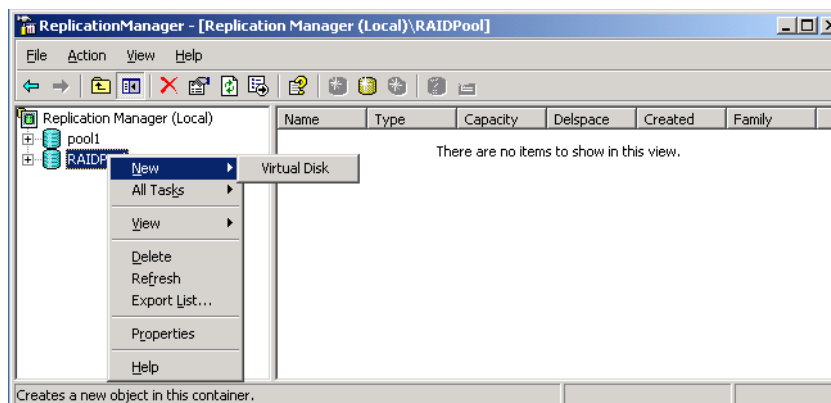 ReplicationManager - [Replication Manager (Local)\RAIDPool]
File Action View Help
Replication Manager (Local)
Name Type Capacity Delspace Created Family
pool1
There are no items to show in this view.
New
Virtual Disk
All Tasks
View
Delete
Refresh
Export List...
Properties
Help
Creates a new object in this container.